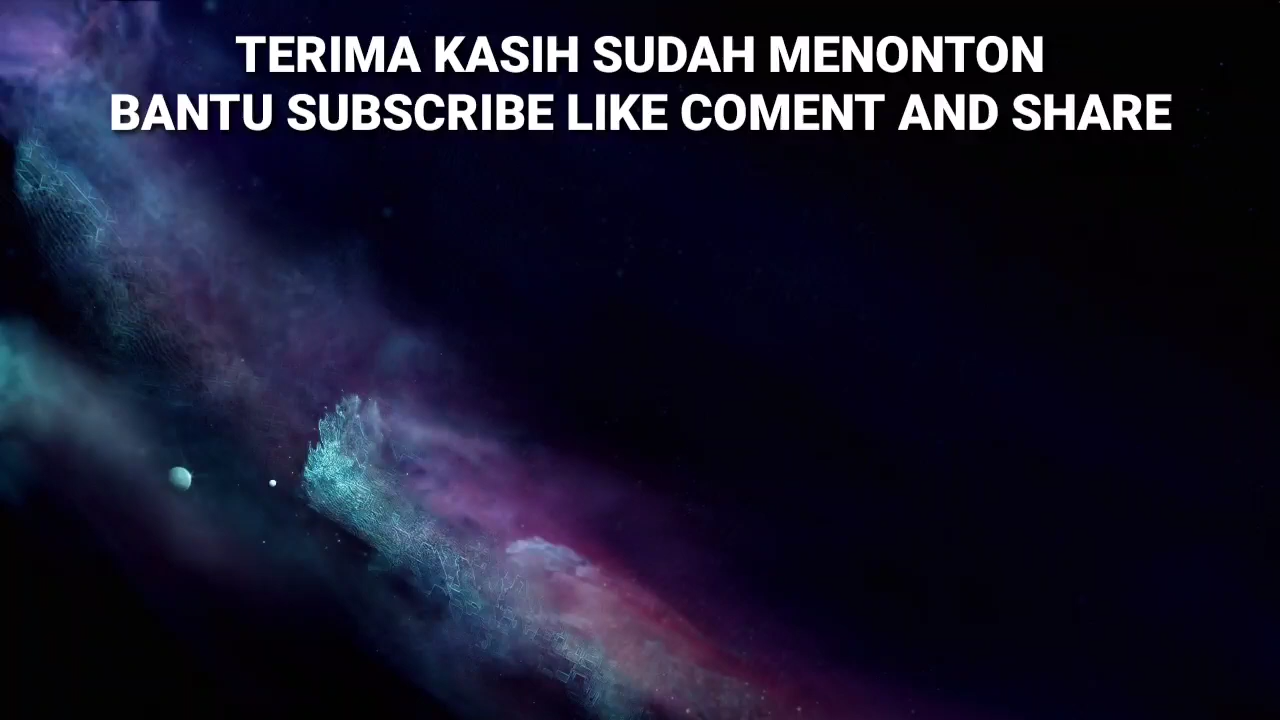 TERIMA KASIH SUDAH MENONTON
BANTU SUBSCRIBE LIKE COMENT AND SHARE